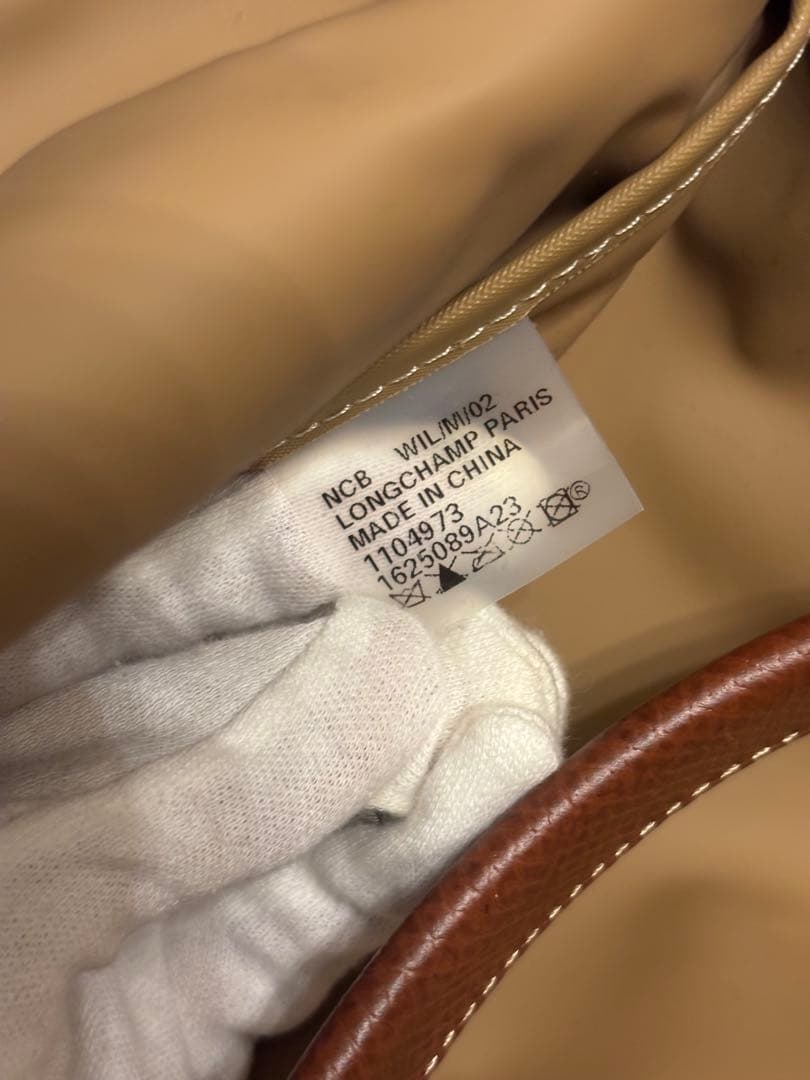 NCB WIL/M/02
LONGCHAMP PARIS
MADE IN CHINA
1104973
1625089A23
®